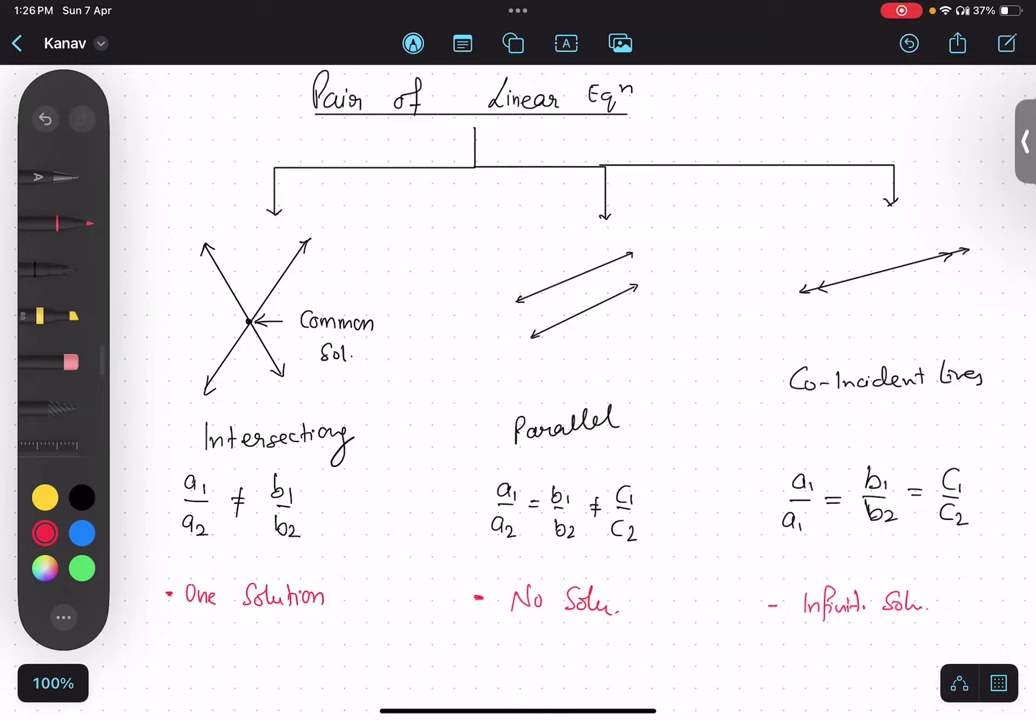 1:26 PM Sun 7 Apr
37%
Kanav
Pair of Linear Eqⁿ
Common
Sol.
Intersecting
Parallel
Co-Incident Lines
a₁/a₂ ≠ b₁/b₂
a₁/a₂ = b₁/b₂ ≠ C₁/C₂
a₁/a₁ = b₁/b₂ = C₁/C₂
• One Solution
- No Solu.
- Infinit. Solu.
100%